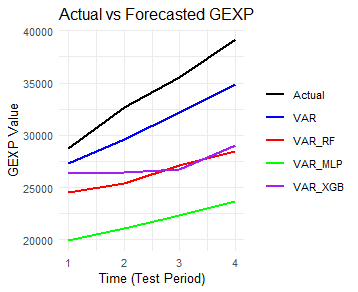 Actual vs Forecasted GEXP
GEXP Value
40000
35000
30000
25000
20000
1 2 3 4
Time (Test Period)
Actual
VAR
VAR_RF
VAR_MLP
VAR_XGB